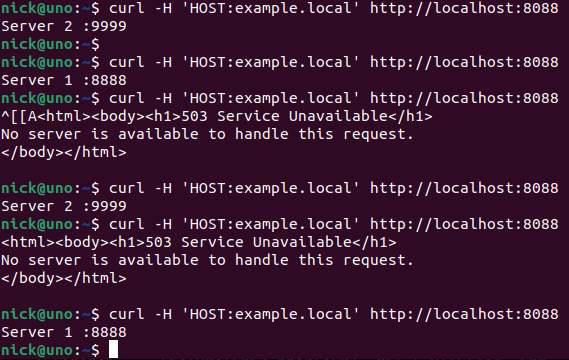 nick@uno:~$ curl -H 'HOST:example.local' http://localhost:8088
Server 2 :9999
nick@uno:~$
nick@uno:~$ curl -H 'HOST:example.local' http://localhost:8088
Server 1 :8888
nick@uno:~$ curl -H 'HOST:example.local' http://localhost:8088
^[[A<html><body><h1>503 Service Unavailable</h1>
No server is available to handle this request.
</body></html>
nick@uno:~$ curl -H 'HOST:example.local' http://localhost:8088
Server 2 :9999
nick@uno:~$ curl -H 'HOST:example.local' http://localhost:8088
<html><body><h1>503 Service Unavailable</h1>
No server is available to handle this request.
</body></html>
nick@uno:~$ curl -H 'HOST:example.local' http://localhost:8088
Server 1 :8888
nick@uno:~$